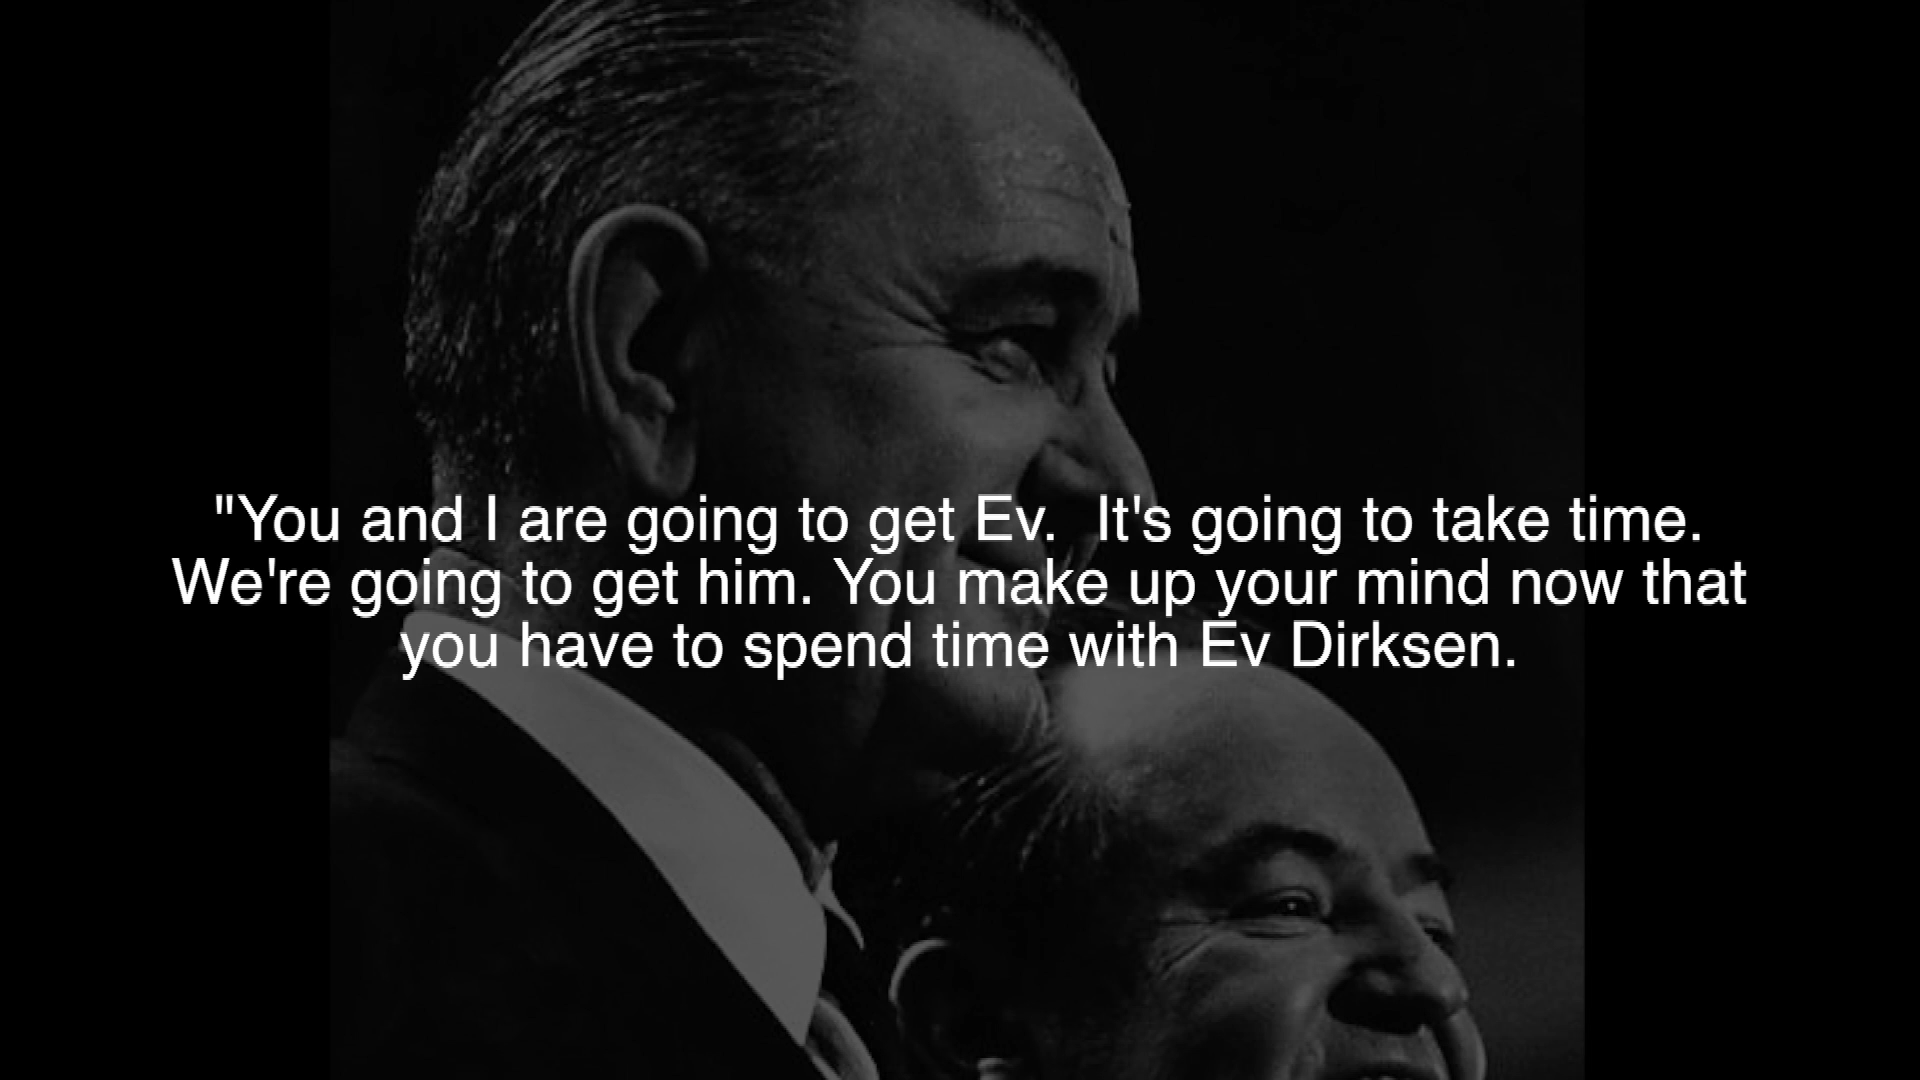 "You and I are going to get Ev.  It's going to take time.
We're going to get him. You make up your mind now that
you have to spend time with Ev Dirksen.